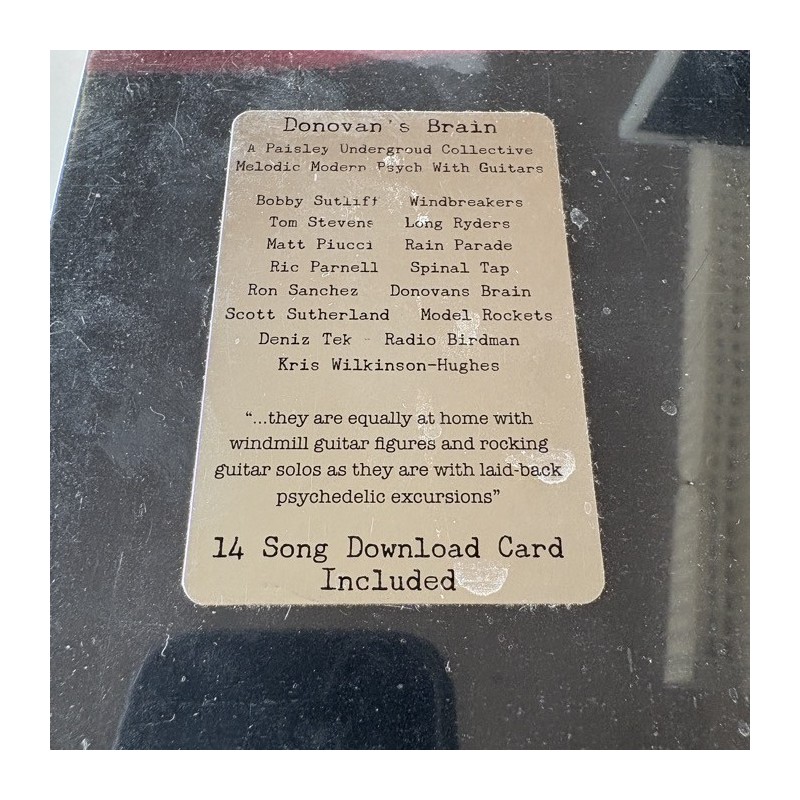 Donovan's Brain
A Paisley Undergroud Collective
Melodic Modern Psych With Guitars
Bobby Sutliff Windbreakers
Tom Stevens Long Ryders
Matt Piucci Rain Parade
Ric Parnell Spinal Tap
Ron Sanchez Donovans Brain
Scott Sutherland Model Rockets
Deniz Tek - Radio Birdman
Kris Wilkinson-Hughes
“...they are equally at home with
windmill guitar figures and rocking
guitar solos as they are with laid-back
psychedelic excursions”
14 Song Download Card
Included